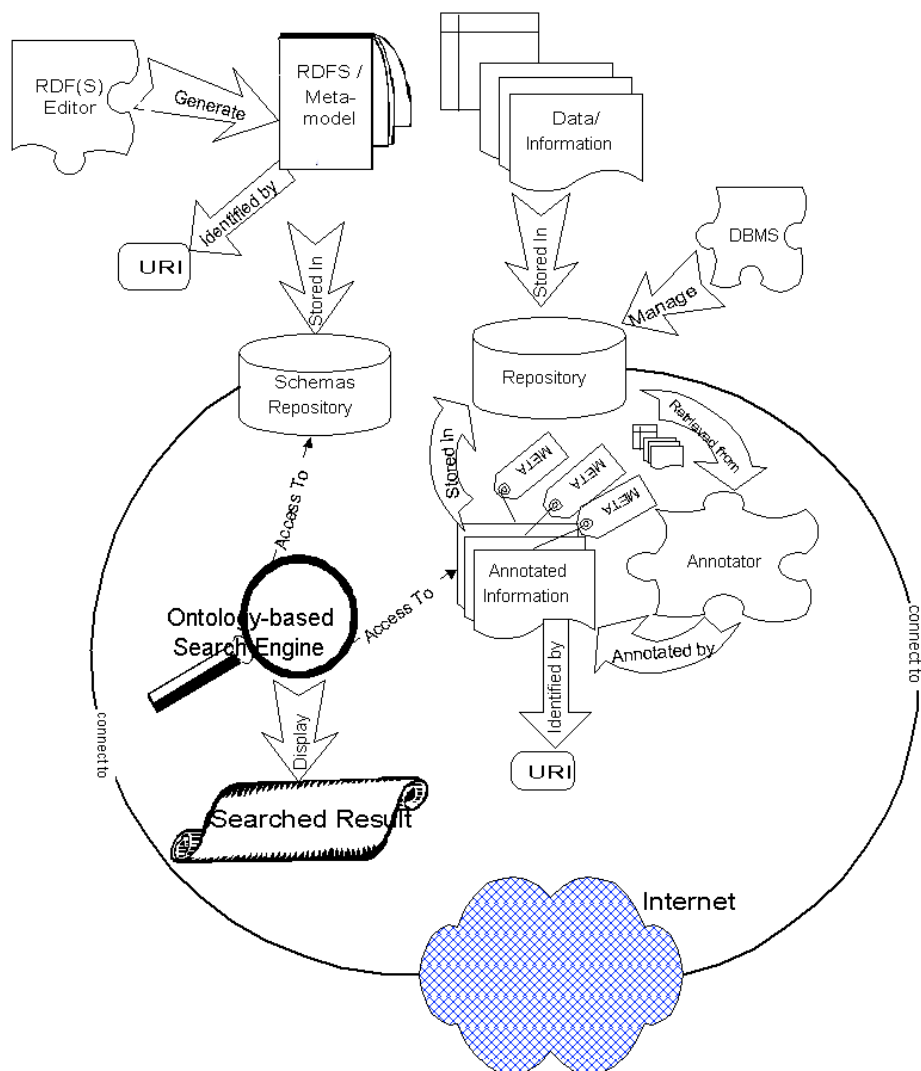 RDF(S)
Editor
Generate
RDFS /
Meta-
model
Data/
Information
Identified by
URI
Stored In
Stored In
DBMS
Manage
Schemas
Repository
Repository
Retrieved from
Stored In
META
META
META
Access To
Annotated
Information
Annotator
Ontology-based
Search Engine
Access To
Annotated by
connect to
connect to
Identified by
Display
URI
Searched Result
Internet